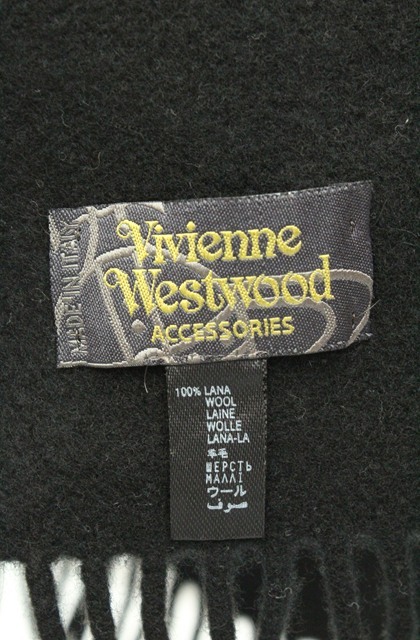 MADE IN ITALY
Vivienne
Westwood
ACCESSORIES
100% LANA
WOOL
LAINE
WOLLE
LANA-LA
羊毛
ШЕРСТЬ
ΜΑΛΛΙ
ウール
صوف